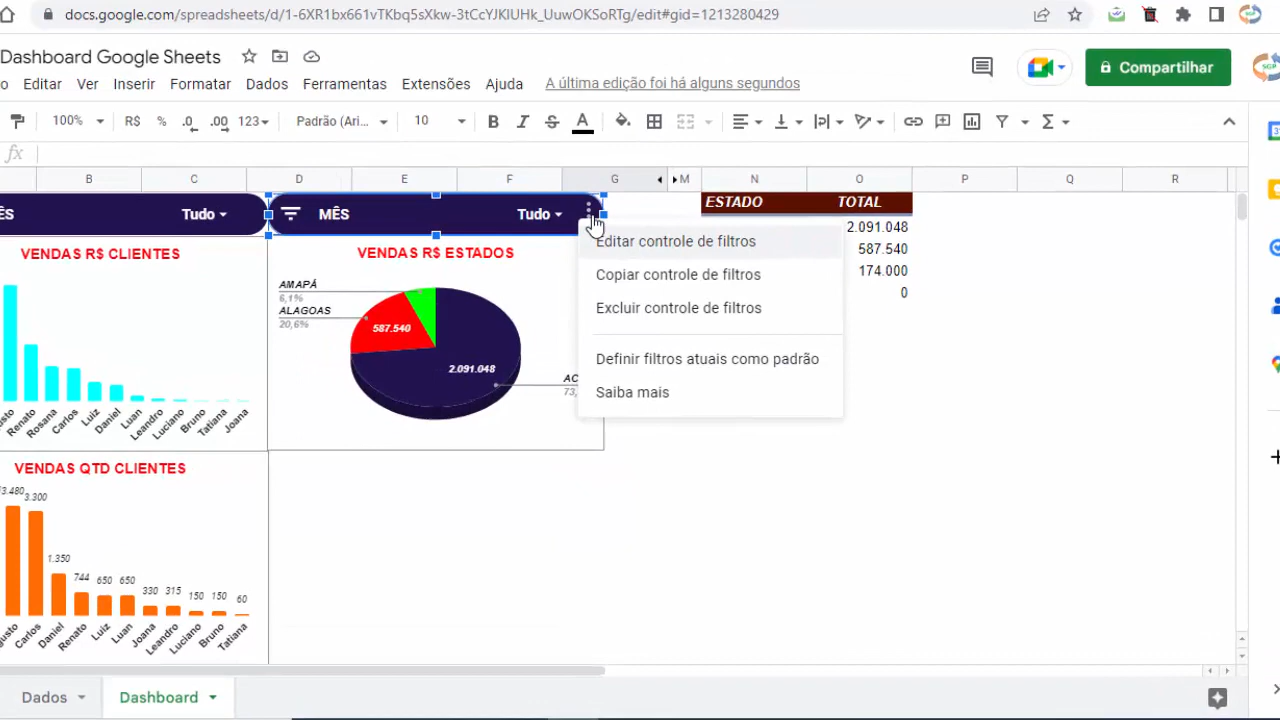 docs.google.com/spreadsheets/d/1-6XR1bx661vTKbq5sXkw-3tCcYJKIUHk_UuwOKSoRTg/edit#gid=1213280429
Dashboard Google Sheets
o Editar Ver Inserir Formatar Dados Ferramentas Extensões Ajuda A última edição foi há alguns segundos
Compartilhar
100% R$ % .0 .00 123 Padrão (Ari... 10 B I S A Σ
fx
B C D E F G M N O P Q R
ÊS Tudo
MÊS Tudo
ESTADO TOTAL
2.091.048
587.540
174.000
0
Editar controle de filtros
Copiar controle de filtros
Excluir controle de filtros
Definir filtros atuais como padrão
Saiba mais
VENDAS R$ CLIENTES
usto Renato Rosana Carlos Luiz Daniel Luan Leandro Luciano Bruno Tatiana Joana
VENDAS R$ ESTADOS
AMAPÁ
6,1%
ALAGOAS
20,6%
587.540
2.091.048
AC
73,
VENDAS QTD CLIENTES
3.480 3.300 1.350 744 650 650 330 315 150 150 60
gusto Carlos Daniel Renato Luiz Luan Joana Leandro Luciano Bruno Tatiana
Dados Dashboard